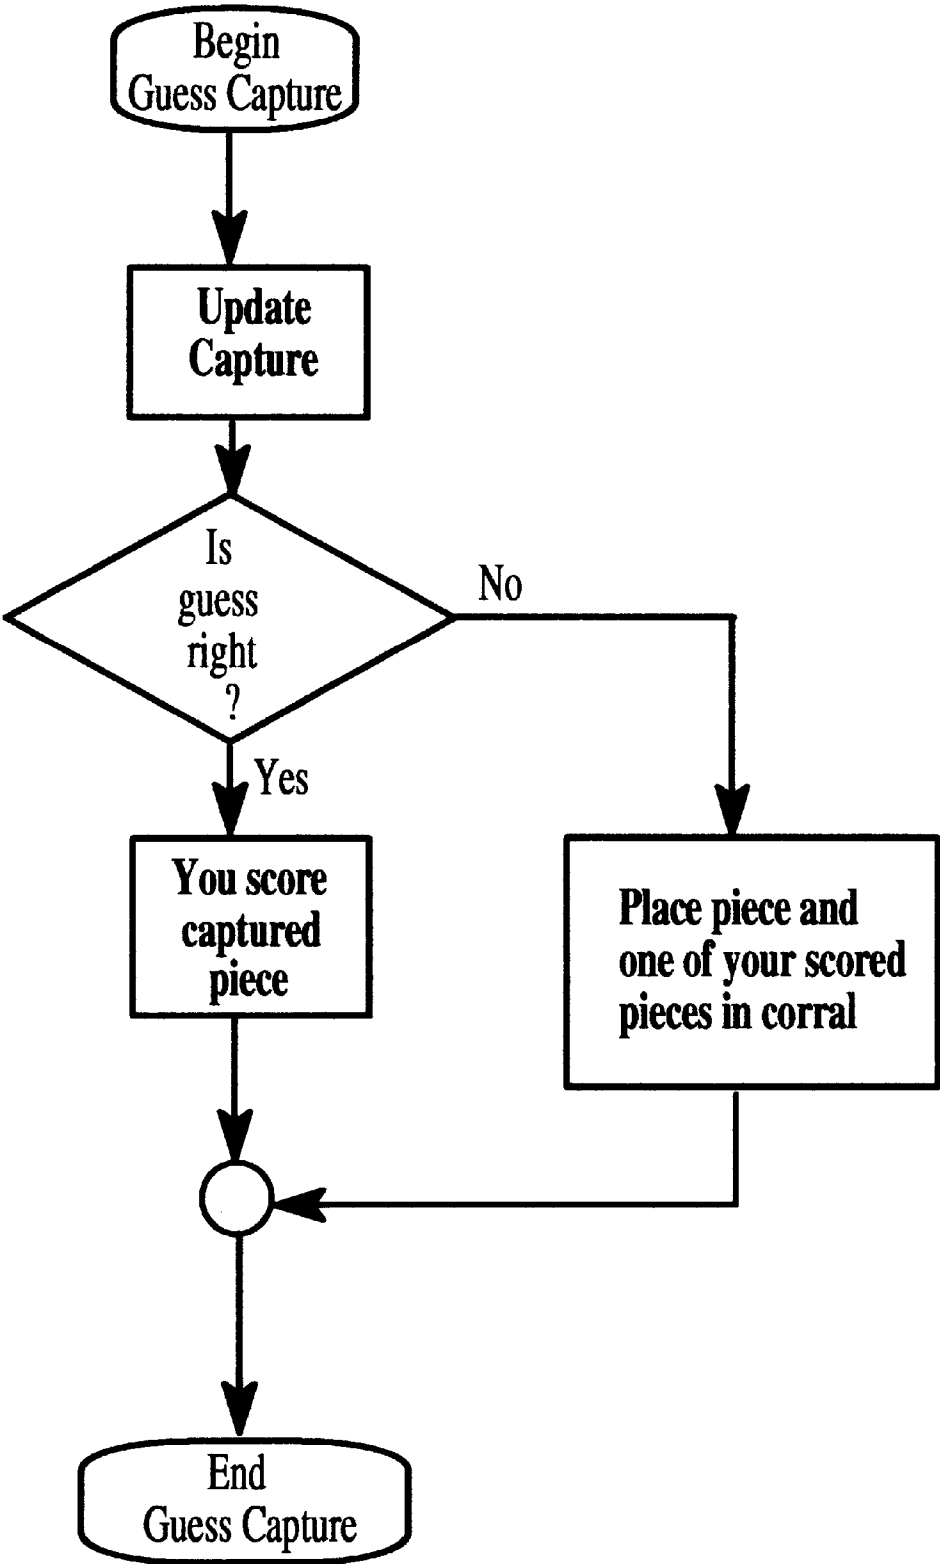 Begin
Guess Capture
Update
Capture
Is
guess
right
?
No
Yes
You score
captured
piece
Place piece and
one of your scored
pieces in corral
End
Guess Capture